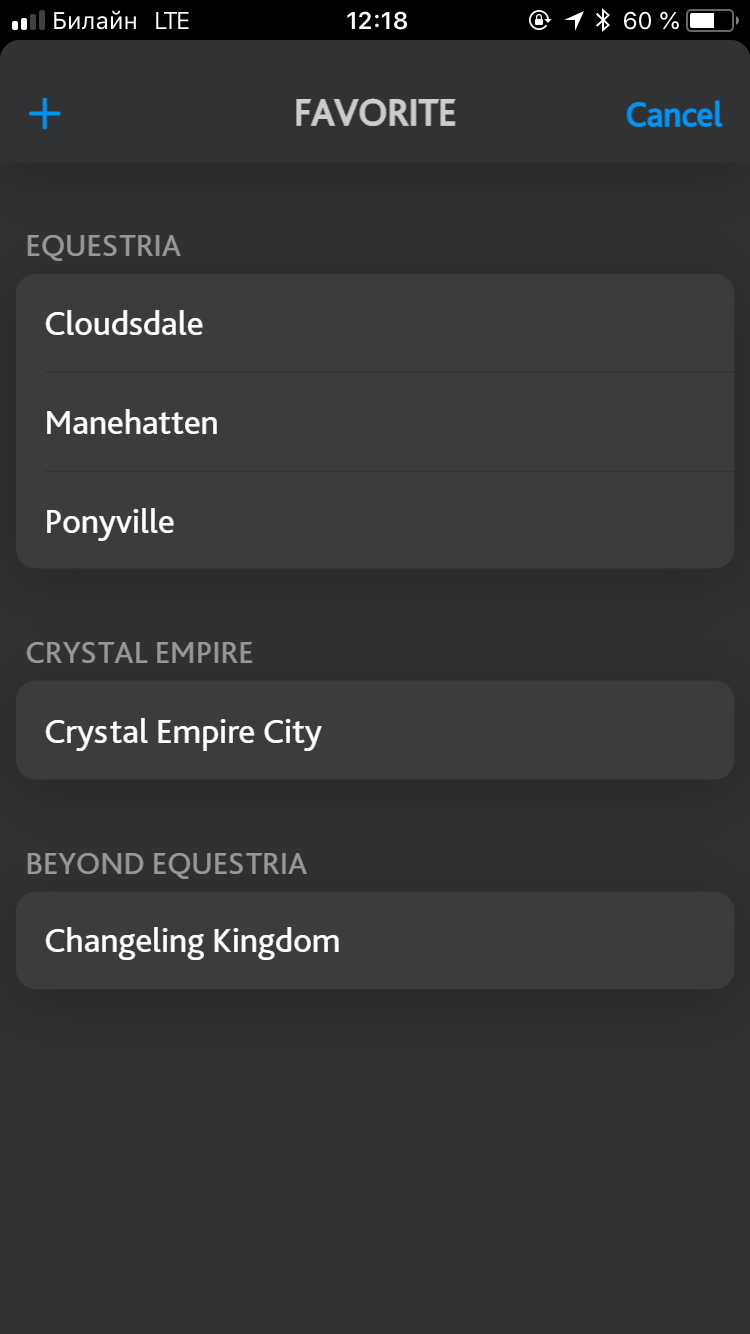 Билайн LTE 12:18 60 %
FAVORITE Cancel
EQUESTRIA
Cloudsdale
Manehatten
Ponyville
CRYSTAL EMPIRE
Crystal Empire City
BEYOND EQUESTRIA
Changeling Kingdom